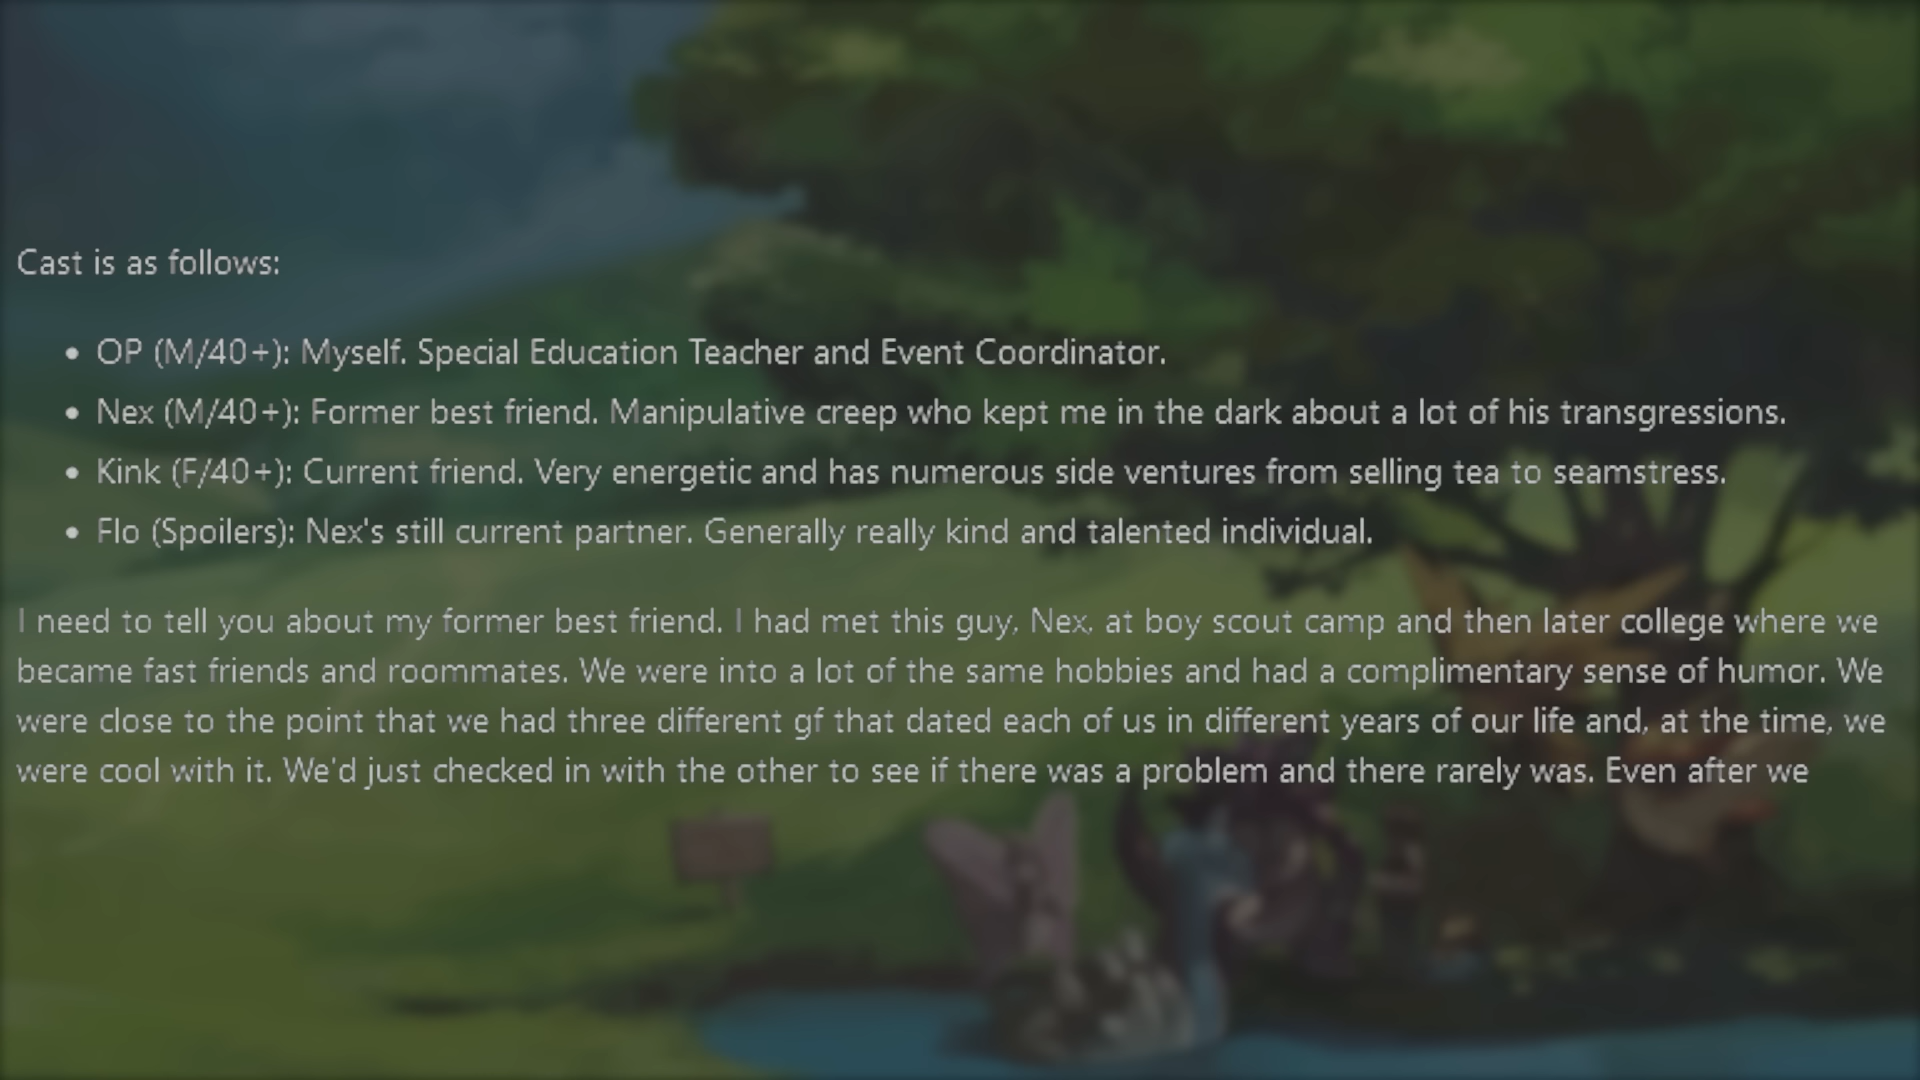 Cast is as follows:
• OP (M/40+): Myself. Special Education Teacher and Event Coordinator.
• Nex (M/40+): Former best friend. Manipulative creep who kept me in the dark about a lot of his transgressions.
• Kink (F/40+): Current friend. Very energetic and has numerous side ventures from selling tea to seamstress.
• Flo (Spoilers): Nex's still current partner. Generally really kind and talented individual.
I need to tell you about my former best friend. I had met this guy, Nex, at boy scout camp and then later college where we
became fast friends and roommates. We were into a lot of the same hobbies and had a complimentary sense of humor. We
were close to the point that we had three different gf that dated each of us in different years of our life and, at the time, we
were cool with it. We'd just checked in with the other to see if there was a problem and there rarely was. Even after we